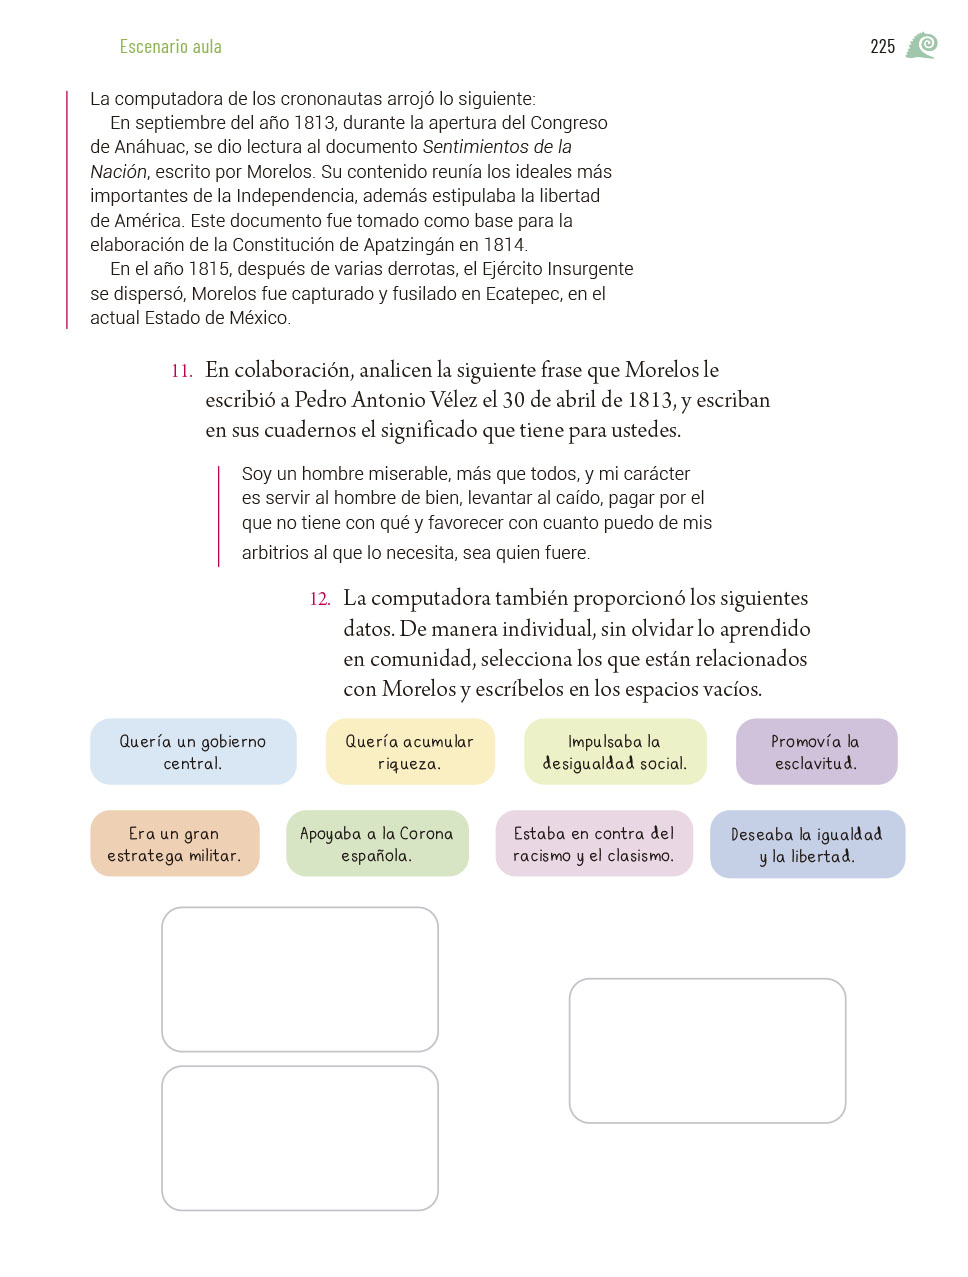 Escenario aula
225
La computadora de los crononautas arrojó lo siguiente:
En septiembre del año 1813, durante la apertura del Congreso
de Anáhuac, se dio lectura al documento Sentimientos de la
Nación, escrito por Morelos. Su contenido reunía los ideales más
importantes de la Independencia, además estipulaba la libertad
de América. Este documento fue tomado como base para la
elaboración de la Constitución de Apatzingán en 1814.
En el año 1815, después de varias derrotas, el Ejército Insurgente
se dispersó, Morelos fue capturado y fusilado en Ecatepec, en el
actual Estado de México.
11. En colaboración, analicen la siguiente frase que Morelos le
escribió a Pedro Antonio Vélez el 30 de abril de 1813, y escriban
en sus cuadernos el significado que tiene para ustedes.
Soy un hombre miserable, más que todos, y mi carácter
es servir al hombre de bien, levantar al caído, pagar por el
que no tiene con qué y favorecer con cuanto puedo de mis
arbitrios al que lo necesita, sea quien fuere.
12. La computadora también proporcionó los siguientes
datos. De manera individual, sin olvidar lo aprendido
en comunidad, selecciona los que están relacionados
con Morelos y escríbelos en los espacios vacíos.
Quería un gobierno
central.
Quería acumular
riqueza.
Impulsaba la
desigualdad social.
Promovía la
esclavitud.
Era un gran
estratega militar.
Apoyaba a la Corona
española.
Estaba en contra del
racismo y el clasismo.
Deseaba la igualdad
y la libertad.